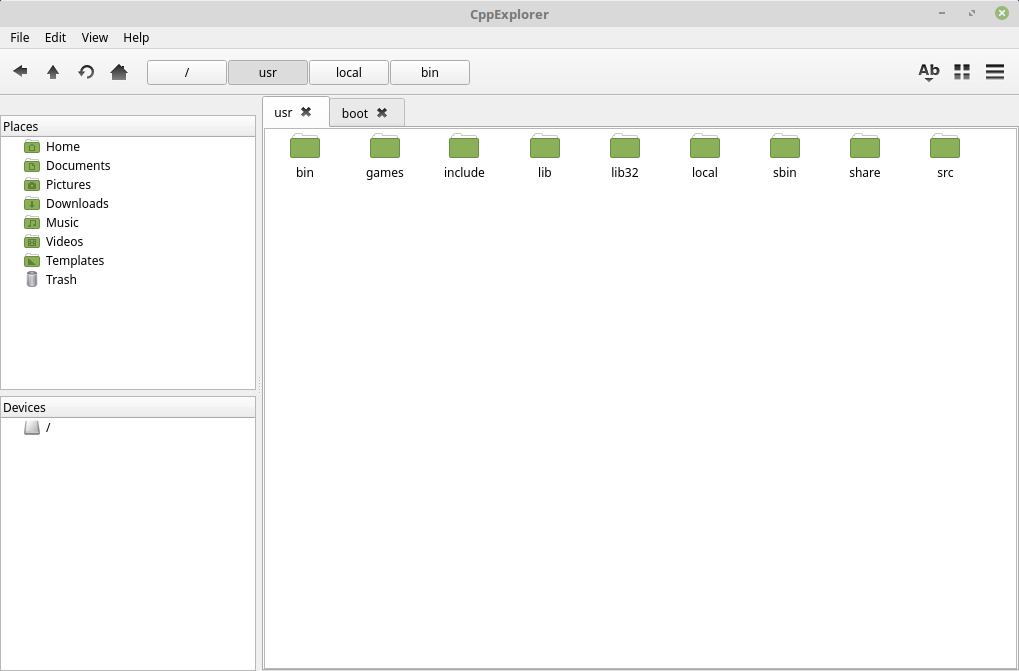 CppExplorer
File Edit View Help
/ usr local bin Ab
usr boot
Places
Home
Documents
Pictures
Downloads
Music
Videos
Templates
Trash
Devices
/
bin games include lib lib32 local sbin share src